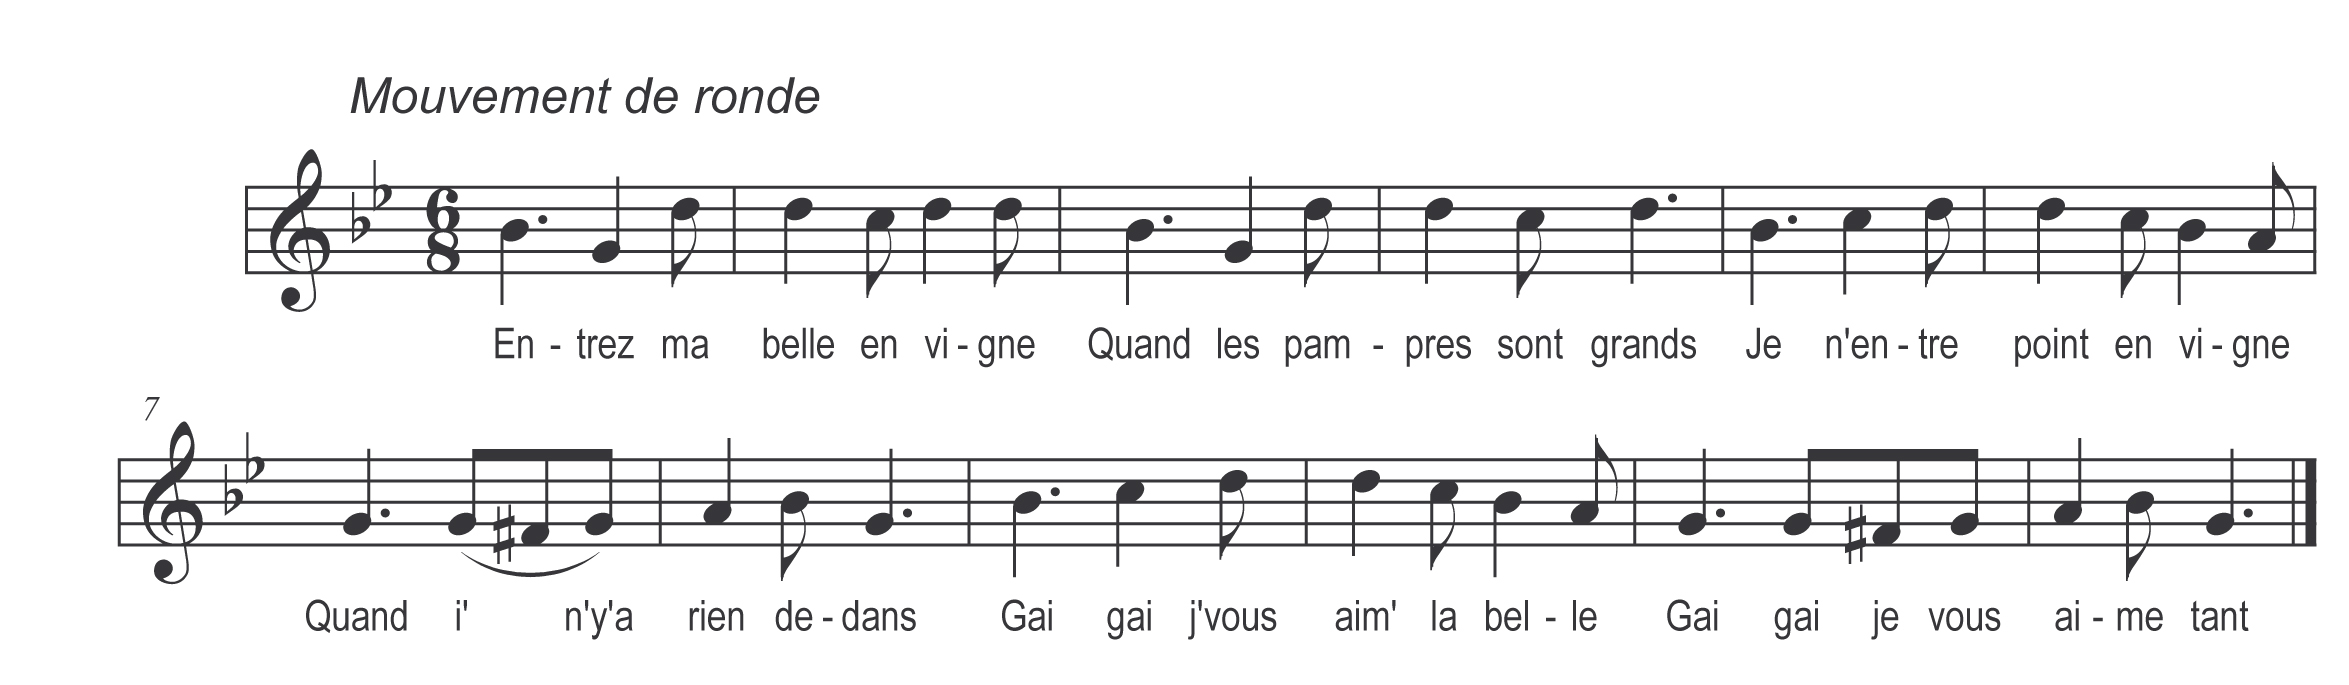 Mouvement de ronde
6
8
En - trez ma belle en vi - gne Quand les pam - pres sont grands Je n'en - tre point en vi - gne
7
Quand i' n'y'a rien de - dans Gai gai j'vous aim' la bel - le Gai gai je vous ai - me tant